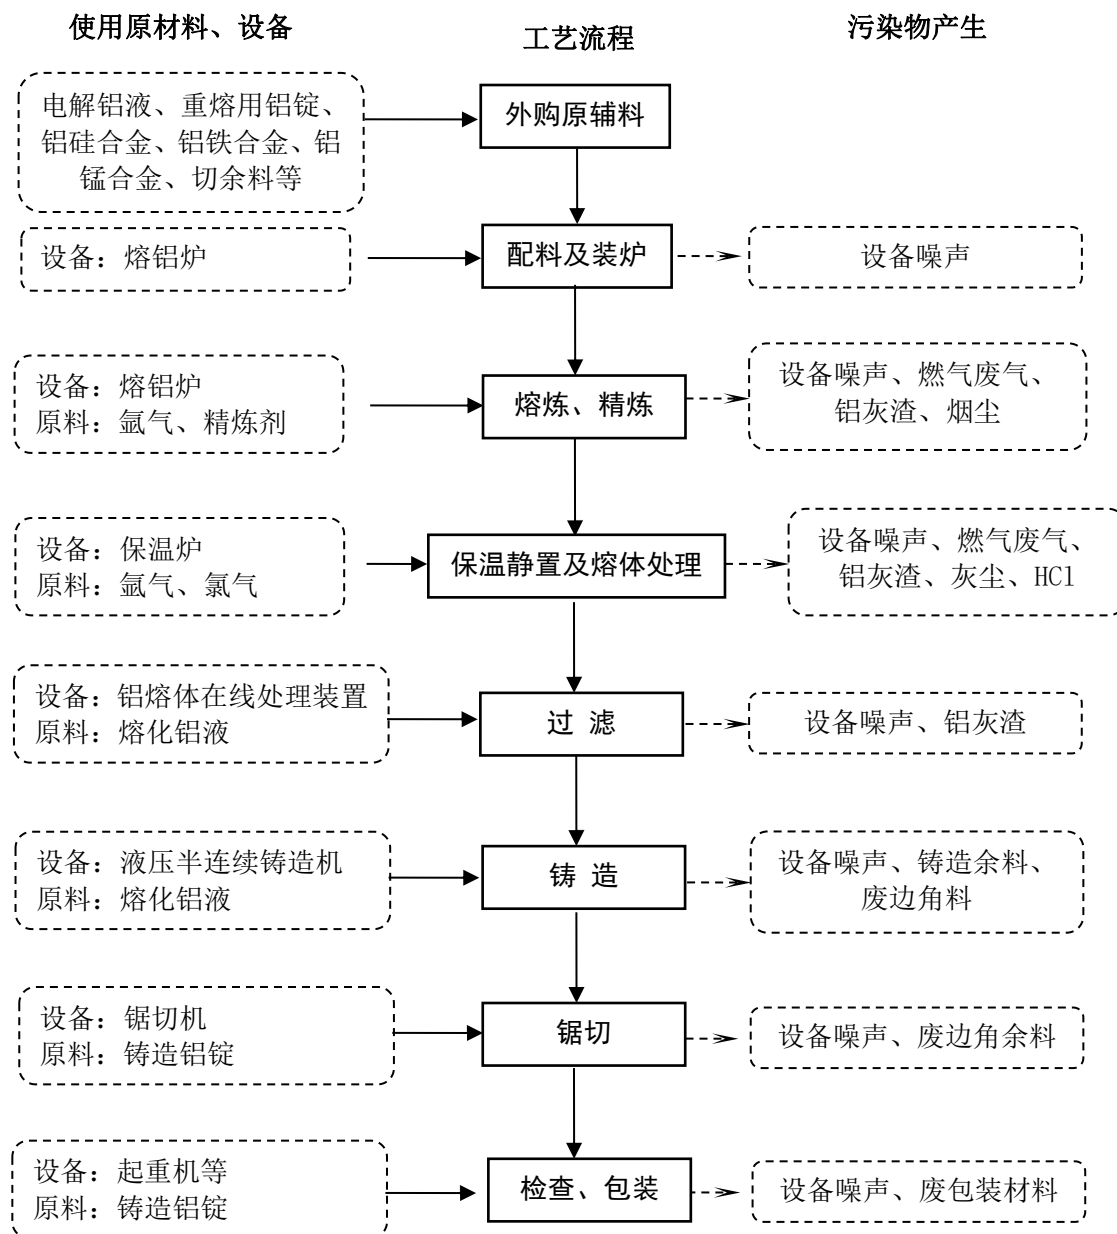 使用原材料、设备
工艺流程
污染物产生
电解铝液、重熔用铝锭、
铝硅合金、铝铁合金、铝
锰合金、切余料等
外购原辅料
设备：熔铝炉
配料及装炉
设备噪声
设备：熔铝炉
原料：氩气、精炼剂
熔炼、精炼
设备噪声、燃气废气、
铝灰渣、烟尘
设备：保温炉
原料：氩气、氯气
保温静置及熔体处理
设备噪声、燃气废气、
铝灰渣、灰尘、HCl
设备：铝熔体在线处理装置
原料：熔化铝液
过 滤
设备噪声、铝灰渣
设备：液压半连续铸造机
原料：熔化铝液
铸 造
设备噪声、铸造余料、
废边角料
设备：锯切机
原料：铸造铝锭
锯切
设备噪声、废边角余料
设备：起重机等
原料：铸造铝锭
检查、包装
设备噪声、废包装材料